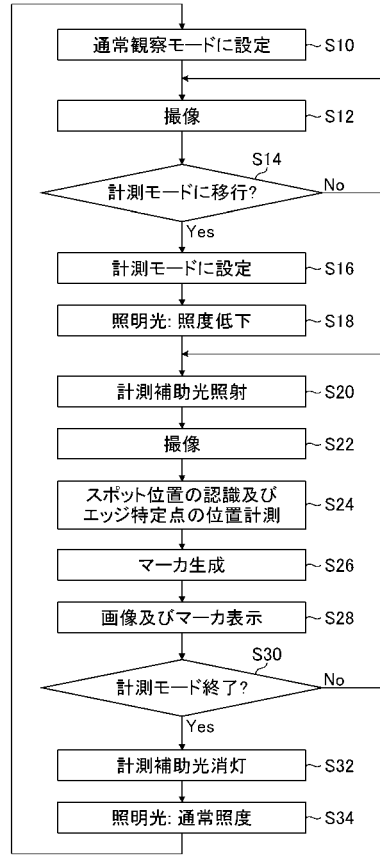 通常観察モードに設定
S10
撮像
S12
S14
計測モードに移行?
No
Yes
計測モードに設定
S16
照明光: 照度低下
S18
計測補助光照射
S20
撮像
S22
スポット位置の認識及び
エッジ特定点の位置計測
S24
マーカ生成
S26
画像及びマーカ表示
S28
S30
計測モード終了?
No
Yes
計測補助光消灯
S32
照明光: 通常照度
S34